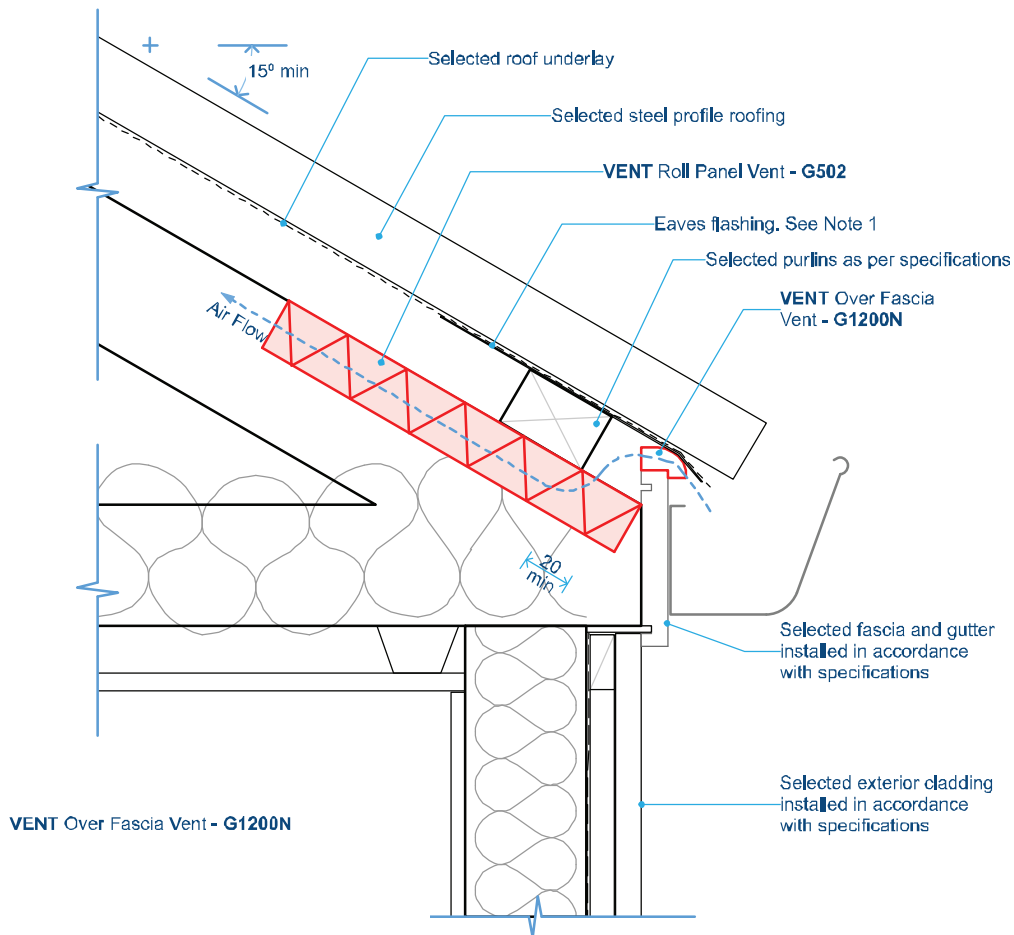 15º min
Selected roof underlay
Selected steel profile roofing
VENT Roll Panel Vent - G502
Eaves flashing. See Note 1
Selected purlins as per specifications
VENT Over Fascia
Vent - G1200N
Air Flow
20
min
Selected fascia and gutter
installed in accordance
with specifications
Selected exterior cladding
installed in accordance
with specifications
VENT Over Fascia Vent - G1200N